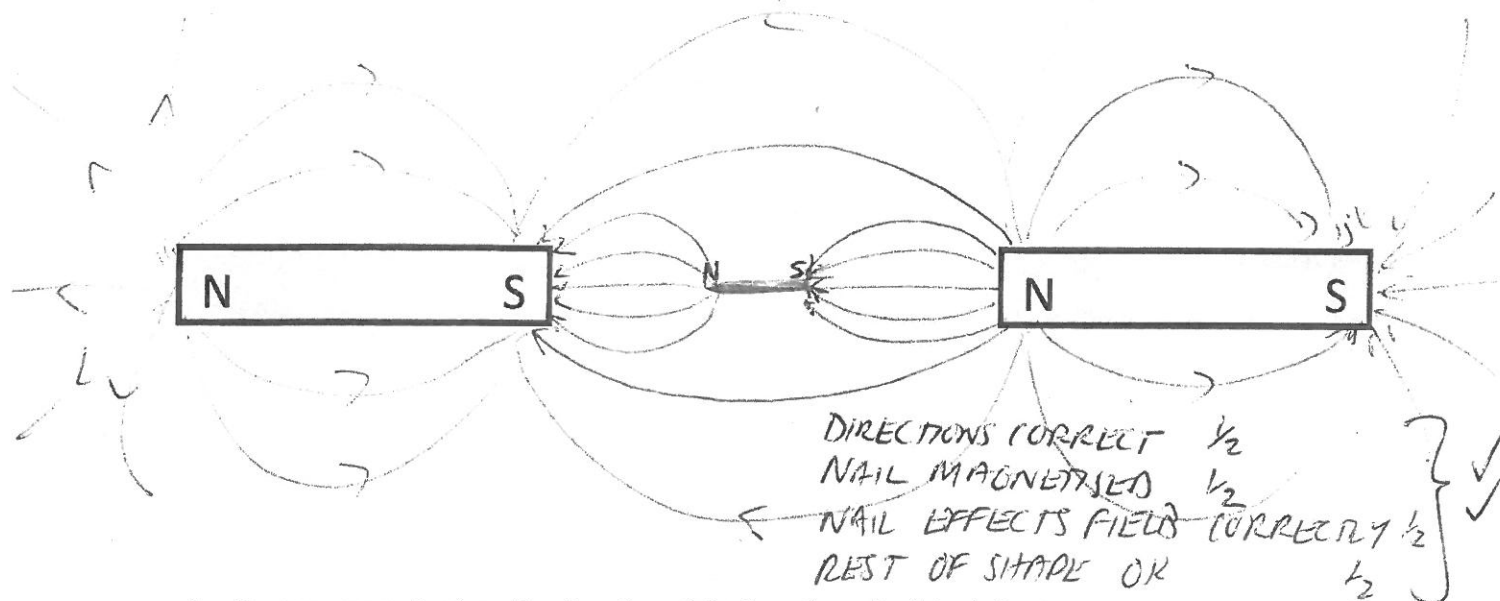 N S N S N S
DIRECTIONS CORRECT 1/2
NAIL MAGNETISED 1/2
NAIL EFFECTS FIELD CORRECTLY 1/2
REST OF SHAPE OK 1/2